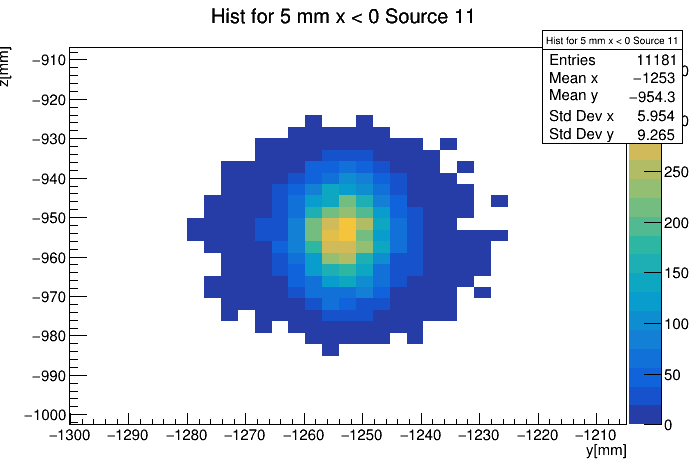 Hist for 5 mm x < 0 Source 11
z[mm]
Hist for 5 mm x < 0 Source 11
Entries 11181
Mean x −1253
Mean y −954.3
Std Dev x 5.954
Std Dev y 9.265
−910
−920
−930
−940
−950
−960
−970
−980
−990
−1000
250
200
150
100
50
0
−1300 −1290 −1280 −1270 −1260 −1250 −1240 −1230 −1220 −1210
y[mm]